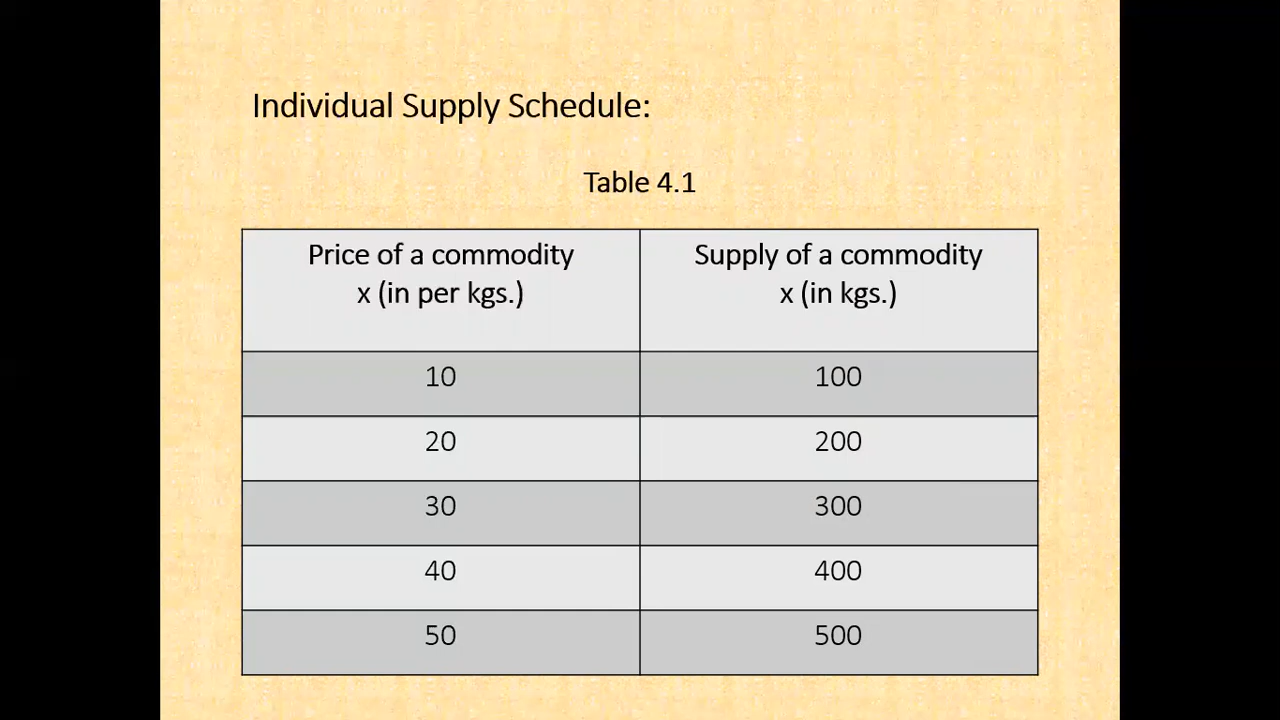 Individual Supply Schedule:
Table 4.1
Price of a commodity
x (in per kgs.)
Supply of a commodity
x (in kgs.)
10 100
20 200
30 300
40 400
50 500